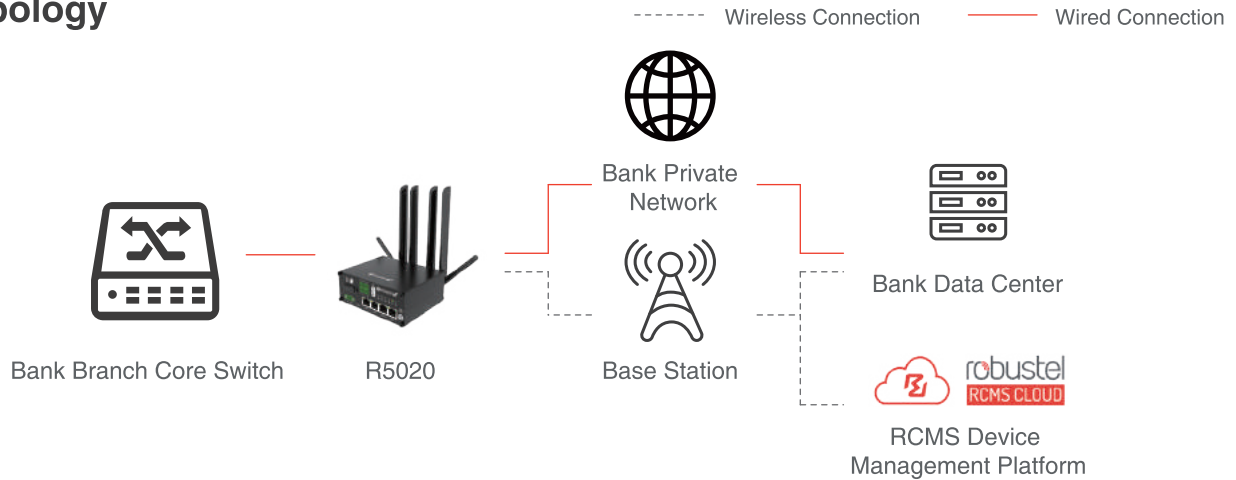 pology
Wireless Connection
Wired Connection
Bank Private
Network
Bank Data Center
Bank Branch Core Switch
R5020
Base Station
robustel
RCMS CLOUD
RCMS Device
Management Platform